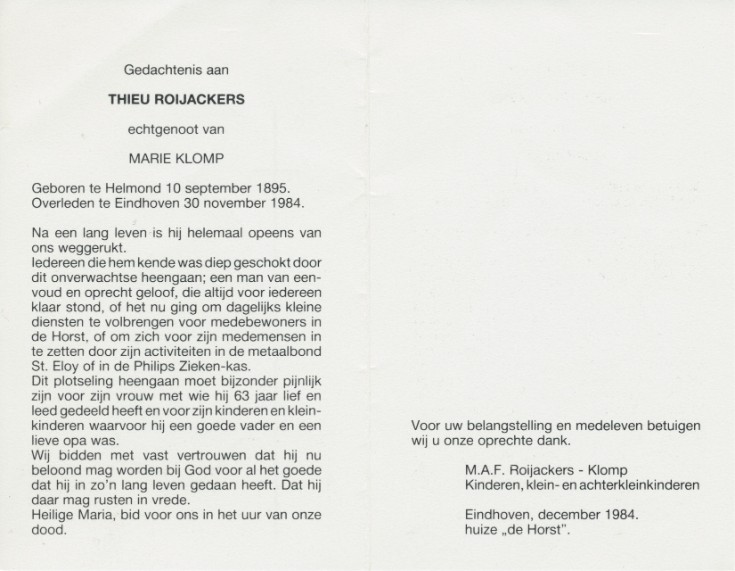 Gedachtenis aan
THIEU ROIJACKERS
echtgenoot van
MARIE KLOMP
Geboren te Helmond 10 september 1895.
Overleden te Eindhoven 30 november 1984.
Na een lang leven is hij helemaal opeens van
ons weggerukt.
Iedereen die hem kende was diep geschokt door
dit onverwachtse heengaan; een man van een-
voud en oprecht geloof, die altijd voor iedereen
klaar stond, of het nu ging om dagelijks kleine
diensten te volbrengen voor medebewoners in
de Horst, of om zich voor zijn medemensen in
te zetten door zijn activiteiten in de metaalbond
St. Eloy of in de Philips Zieken-kas.
Dit plotseling heengaan moet bijzonder pijnlijk
zijn voor zijn vrouw met wie hij 63 jaar lief en
leed gedeeld heeft en voor zijn kinderen en klein-
kinderen waarvoor hij een goede vader en een
lieve opa was.
Wij bidden met vast vertrouwen dat hij nu
beloond mag worden bij God voor al het goede
dat hij in zo'n lang leven gedaan heeft. Dat hij
daar mag rusten in vrede.
Heilige Maria, bid voor ons in het uur van onze
dood.
Voor uw belangstelling en medeleven betuigen
wij u onze oprechte dank.
M.A.F. Roijackers - Klomp
Kinderen, klein- en achterkleinkinderen
Eindhoven, december 1984.
huize „de Horst".